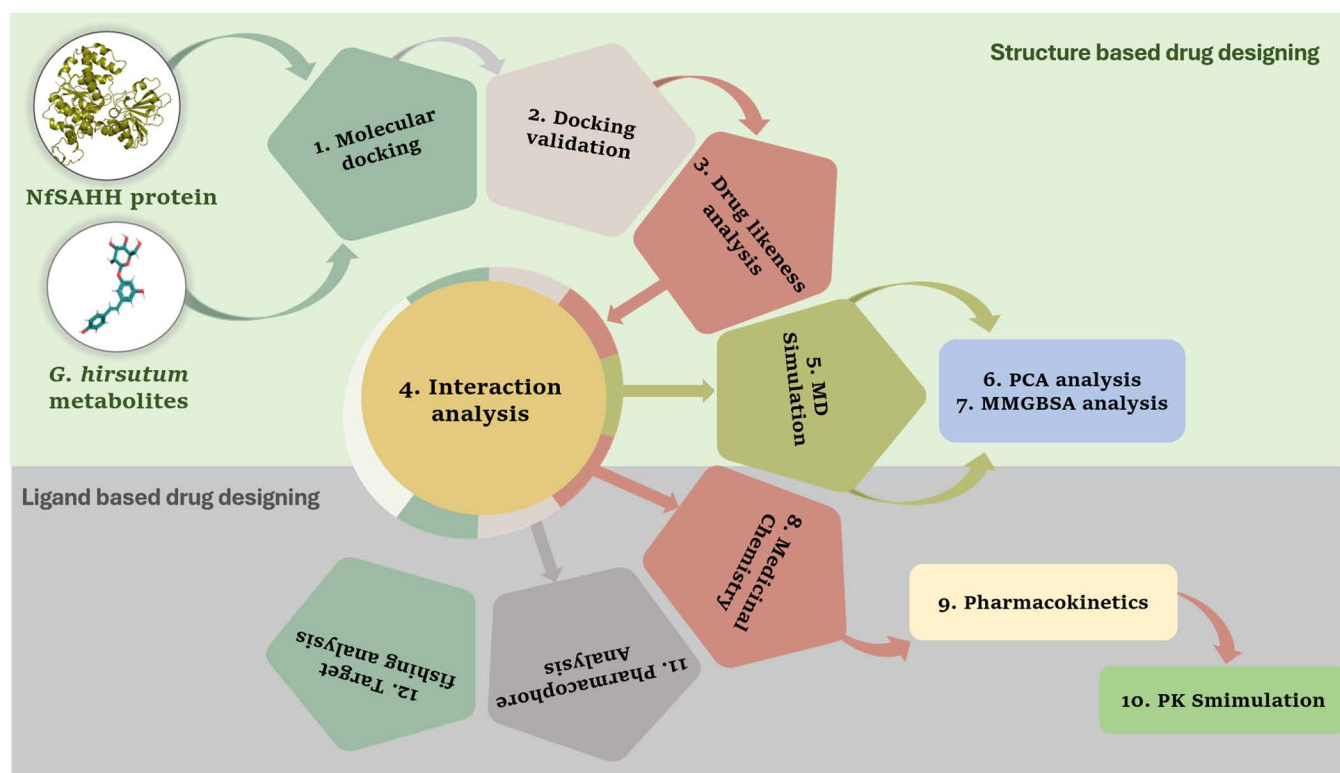 Structure based drug designing
NfSAHH protein
G. hirsutum
metabolites
1. Molecular
docking
2. Docking
validation
3. Drug likeness
analysis
4. Interaction
analysis
5. MD
Simulation
6. PCA analysis
7. MMGBSA analysis
Ligand based drug designing
8. Medicinal
Chemistry
9. Pharmacokinetics
10. PK Smimulation
11. Pharmacophore
Analysis
12. Target
fishing analysis